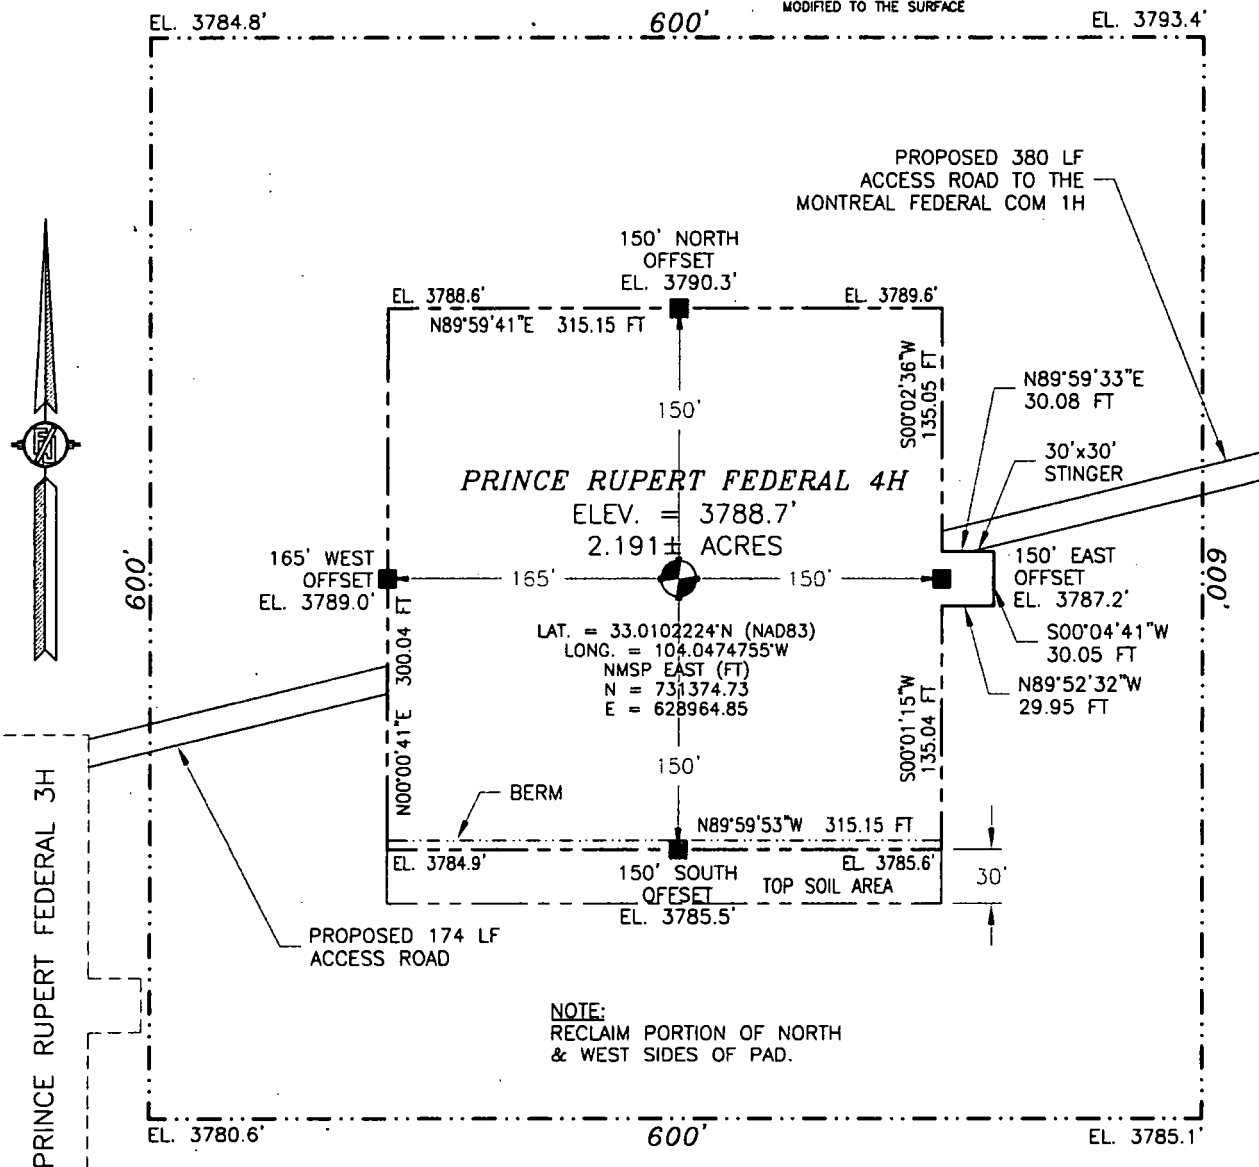 MODIFIED TO THE SURFACE
EL. 3784.8'
600'
EL. 3793.4'
PROPOSED 380 LF
ACCESS ROAD TO THE
MONTREAL FEDERAL COM 1H
150' NORTH
OFFSET
EL. 3790.3'
EL. 3788.6'
EL. 3789.6'
N89°59'41"E 315.15 FT
S00°02'36"W
135.05 FT
N89°59'33"E
30.08 FT
150'
30'x30'
STINGER
PRINCE RUPERT FEDERAL 4H
ELEV. = 3788.7'
2.191± ACRES
600'
165' WEST
OFFSET
EL. 3789.0'
165'
150'
150' EAST
OFFSET
EL. 3787.2'
600'
LAT. = 33.0102224°N (NAD83)
LONG. = 104.0474755°W
NMSP EAST (FT)
N = 731374.73
E = 628964.85
S00°04'41"W
30.05 FT
N89°52'32"W
29.95 FT
N00°00'41"E 300.04 FT
S00°01'15"W
135.04 FT
150'
BERM
N89°59'53"W 315.15 FT
EL. 3784.9'
EL. 3785.6'
150' SOUTH
OFFSET
EL. 3785.5'
TOP SOIL AREA
30'
PRINCE RUPERT FEDERAL 3H
PROPOSED 174 LF
ACCESS ROAD
NOTE:
RECLAIM PORTION OF NORTH
& WEST SIDES OF PAD.
EL. 3780.6'
600'
EL. 3785.1'